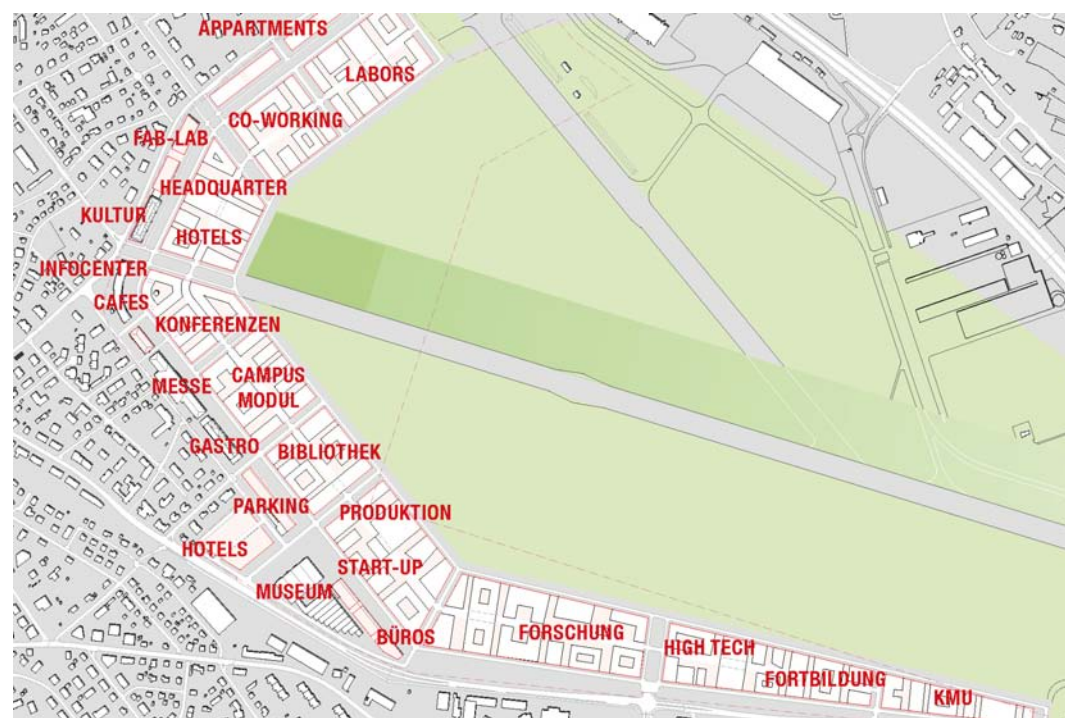 APPARTMENTS
LABORS
CO-WORKING
FAB-LAB
HEADQUARTER
KULTUR
HOTELS
INFOCENTER
CAFES
KONFERENZEN
MESSE
CAMPUS
MODUL
GASTRO
BIBLIOTHEK
PARKING
PRODUKTION
HOTELS
START-UP
MUSEUM
BÜROS
FORSCHUNG
HIGH TECH
FORTBILDUNG
KMU